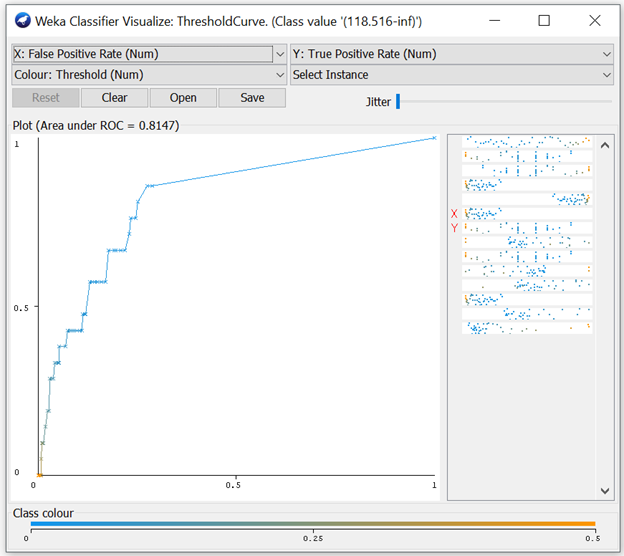 Weka Classifier Visualize: ThresholdCurve. (Class value '(118.516-inf)')
X: False Positive Rate (Num)
Y: True Positive Rate (Num)
Colour: Threshold (Num)
Select Instance
Reset
Clear
Open
Save
Jitter
Plot (Area under ROC = 0.8147)
1
0.5
0
0
0.5
1
X
Y
Class colour
0
0.25
0.5